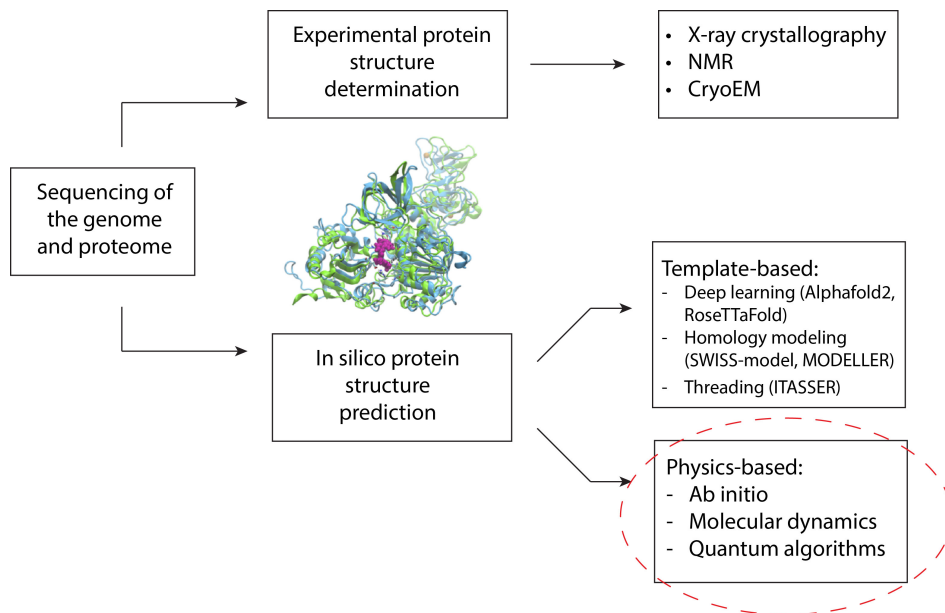 Experimental protein
structure
determination
• X-ray crystallography
• NMR
• CryoEM
Sequencing of
the genome
and proteome
In silico protein
structure
prediction
Template-based:
- Deep learning (Alphafold2,
RoseTTaFold)
- Homology modeling
(SWISS-model, MODELLER)
- Threading (ITASSER)
Physics-based:
- Ab initio
- Molecular dynamics
- Quantum algorithms